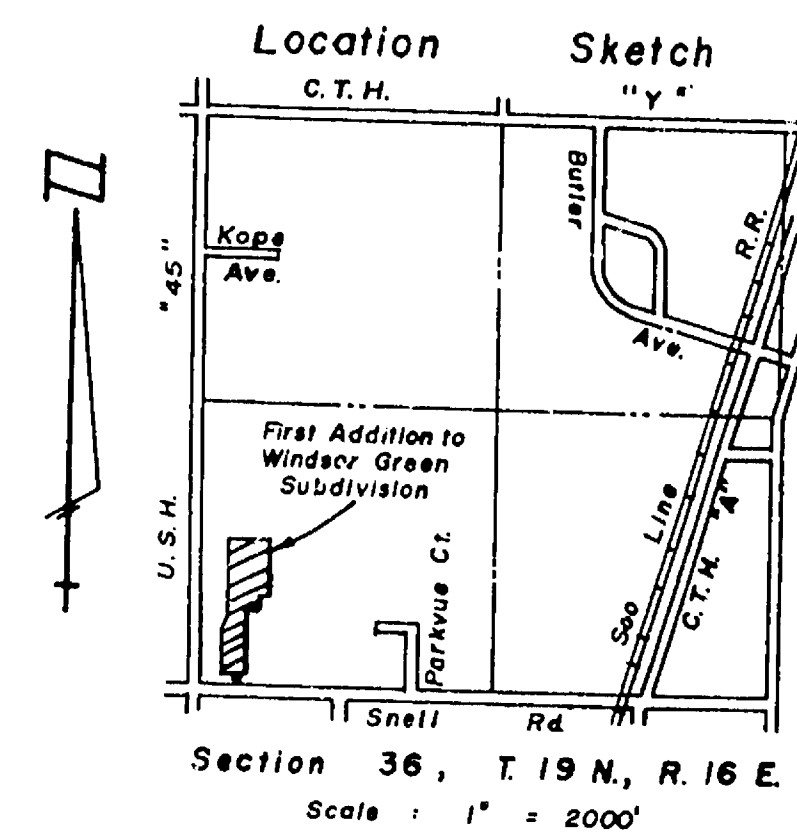 Location Sketch
C. T. H. "Y"
Butler
Ave.
R. R.
Kope
Ave.
"45"
U. S. H.
First Addition to
Windsor Green
Subdivision
Parkvue Ct.
Soo Line
C. T. H. "A"
Snell Rd.
Section 36, T. 19 N., R. 16 E.
Scale : 1" = 2000'